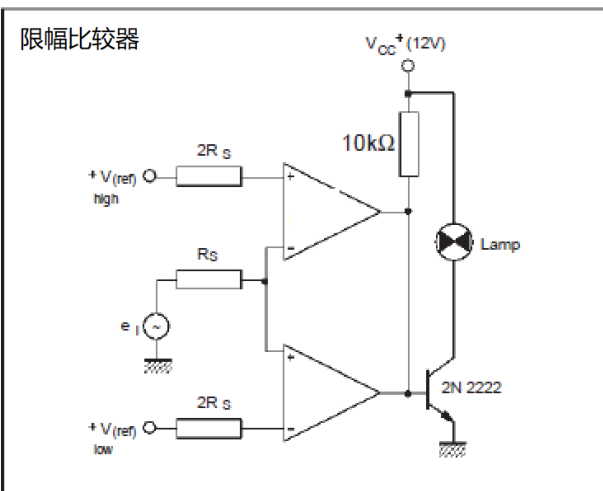 限幅比较器
VCC+ (12V)
10kΩ
2R S
+ V(ref)
high
Lamp
RS
e I
~
+ -
+ -
2N 2222
2R S
+ V(ref)
low